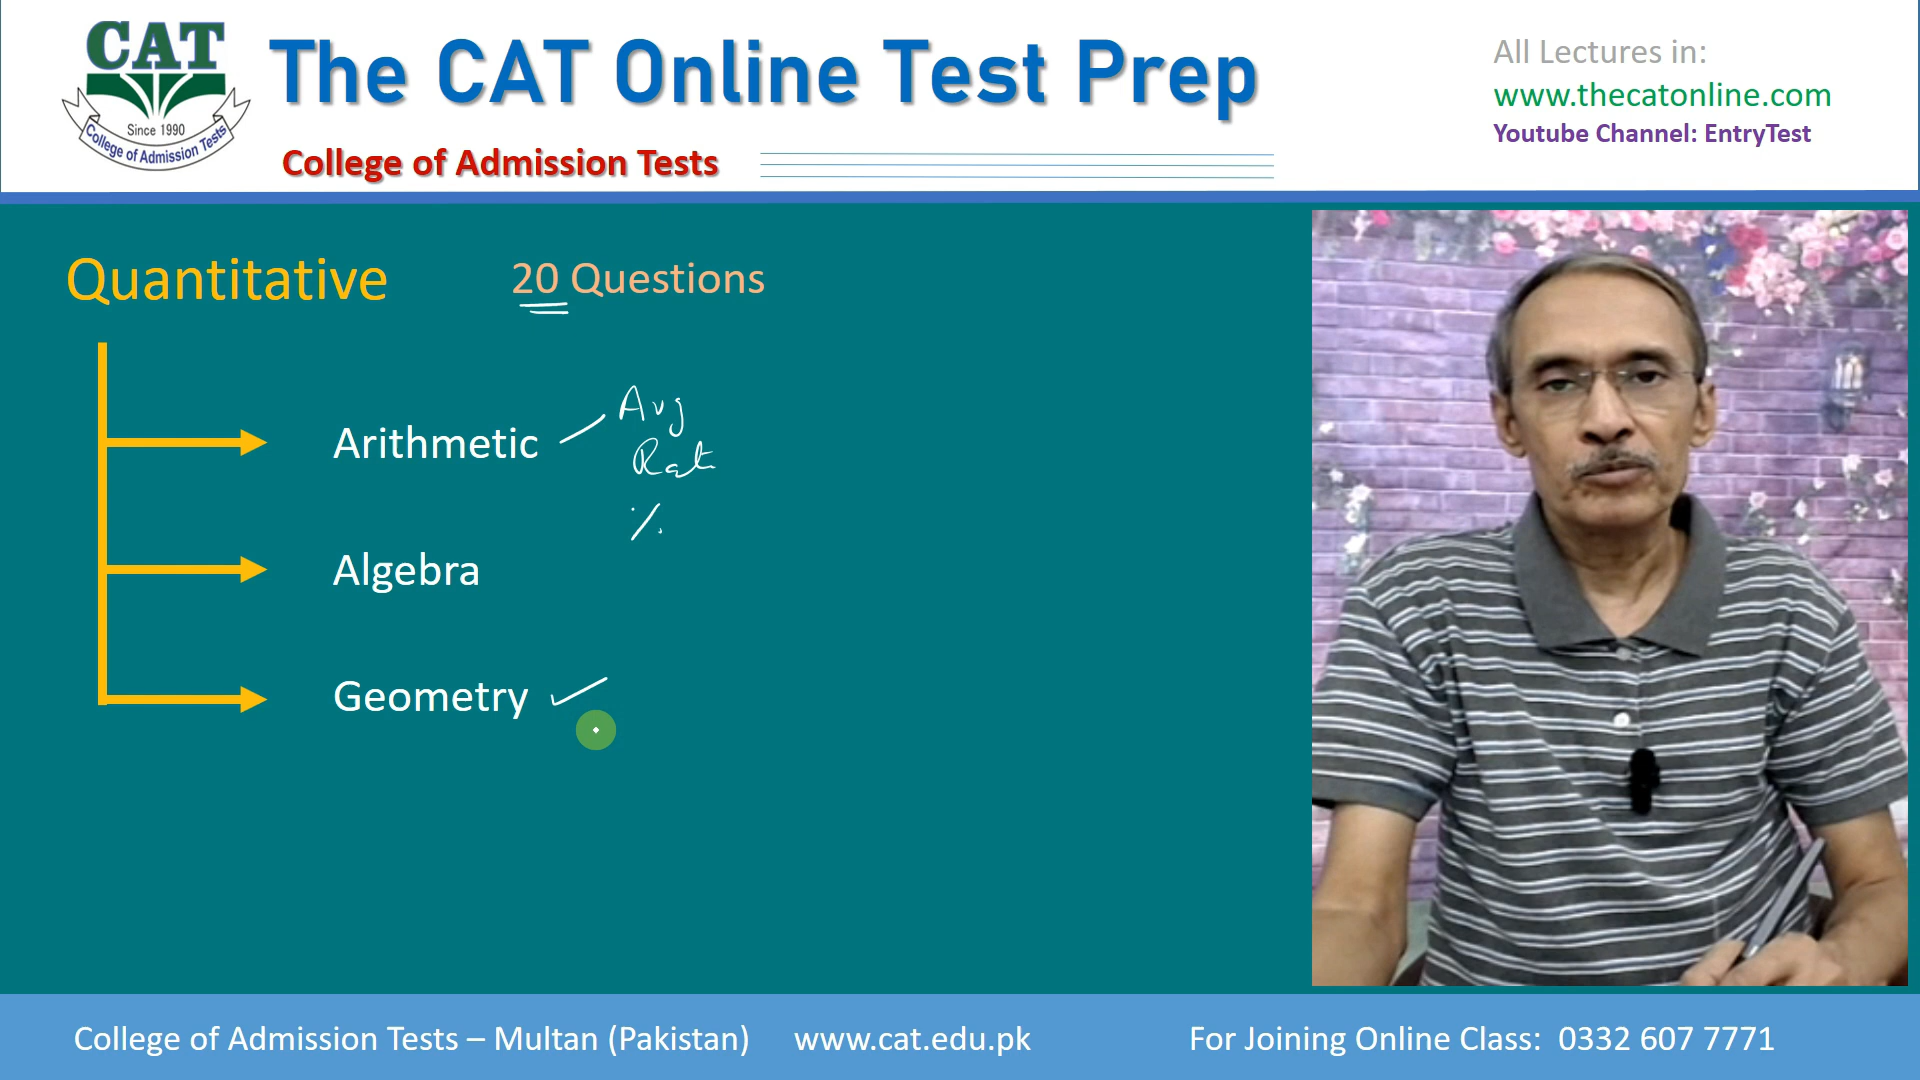 CAT
Since 1990
College of Admission Tests
The CAT Online Test Prep
College of Admission Tests
All Lectures in:
www.thecatonline.com
Youtube Channel: EntryTest
Quantitative
20 Questions
Arithmetic
Avg
Rat
%
Algebra
Geometry
College of Admission Tests – Multan (Pakistan) www.cat.edu.pk For Joining Online Class: 0332 607 7771